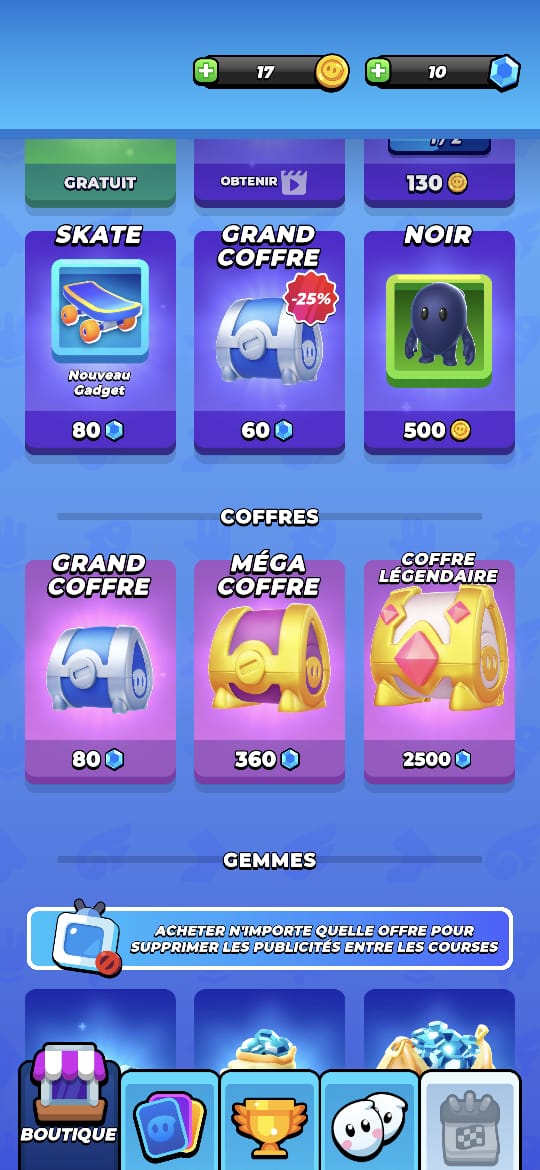 17
10
GRATUIT
OBTENIR
130
SKATE
Nouveau
Gadget
80
GRAND
COFFRE
-25%
60
NOIR
500
COFFRES
GRAND
COFFRE
80
MÉGA
COFFRE
360
COFFRE
LÉGENDAIRE
2500
GEMMES
ACHETER N'IMPORTE QUELLE OFFRE POUR
SUPPRIMER LES PUBLICITÉS ENTRE LES COURSES
BOUTIQUE